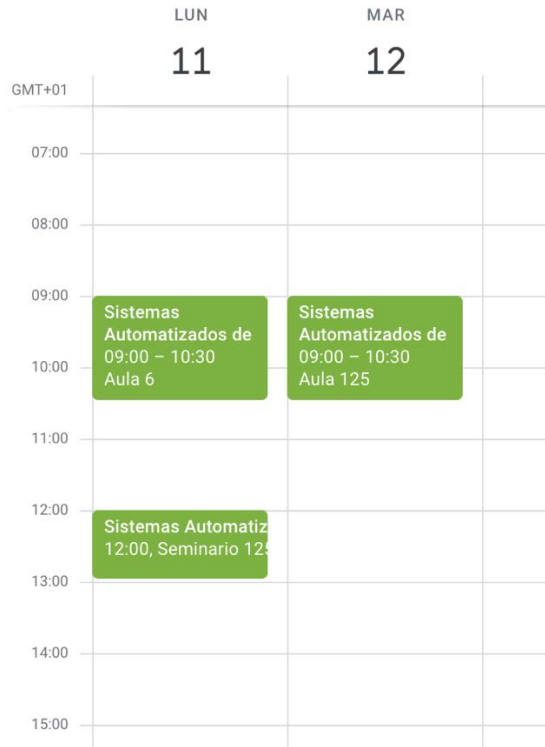 LUN
MAR
11
12
GMT+01
07:00
08:00
09:00
10:00
11:00
12:00
13:00
14:00
15:00
Sistemas
Automatizados de
09:00 – 10:30
Aula 6
Sistemas
Automatizados de
09:00 – 10:30
Aula 125
Sistemas Automatiz
12:00, Seminario 125